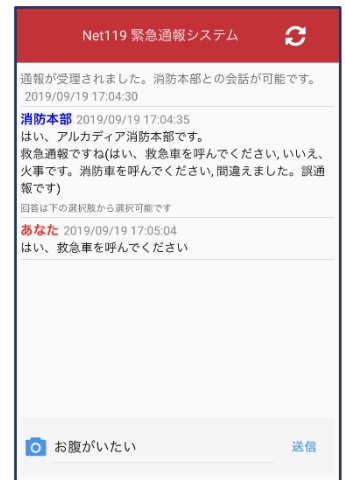 Net119 緊急通報システム
通報が受理されました。消防本部との会話が可能です。
2019/09/19 17:04:30
消防本部 2019/09/19 17:04:35
はい、アルカディア消防本部です。
救急通報ですね(はい、救急車を呼んでください, いいえ、
火事です。消防車を呼んでください, 間違えました。誤通
報です)
回答は下の選択肢から選択可能です
あなた 2019/09/19 17:05:04
はい、救急車を呼んでください
お腹がいたい 送信